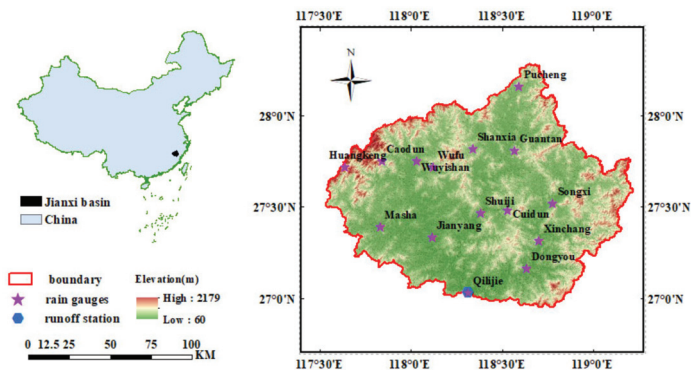 117°30'E 118°0'E 118°30'E 119°0'E
N
Pucheng
28°0'N 28°0'N
Shanxia Guantan
Huangkeng Caodun Wufu
Wuyishan
Songxi
27°30'N 27°30'N
Masha Shuiji Cuidun
Jianyang Xinchang
Dongyou
Qilijie
27°0'N 27°0'N
117°30'E 118°0'E 118°30'E 119°0'E
Jianxi basin
China
boundary
rain gauges
runoff station
Elevation(m)
High : 2179
Low : 60
0 12.5 25 50 75 100
KM